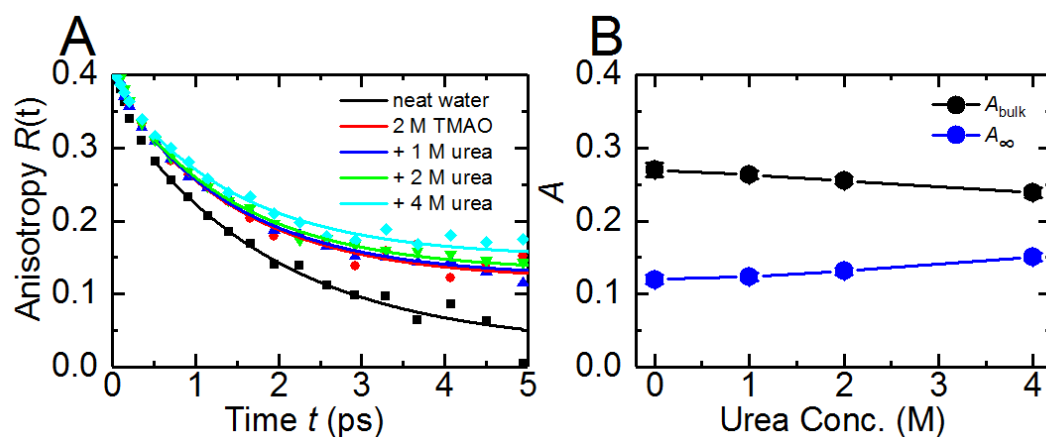 A
Anisotropy R(t)
0.4
0.3
0.2
0.1
0.0
0
1
2
3
4
5
Time t (ps)
neat water
2 M TMAO
+ 1 M urea
+ 2 M urea
+ 4 M urea
B
A
0.4
0.3
0.2
0.1
0.0
0
1
2
3
4
Urea Conc. (M)
A_bulk
A_∞